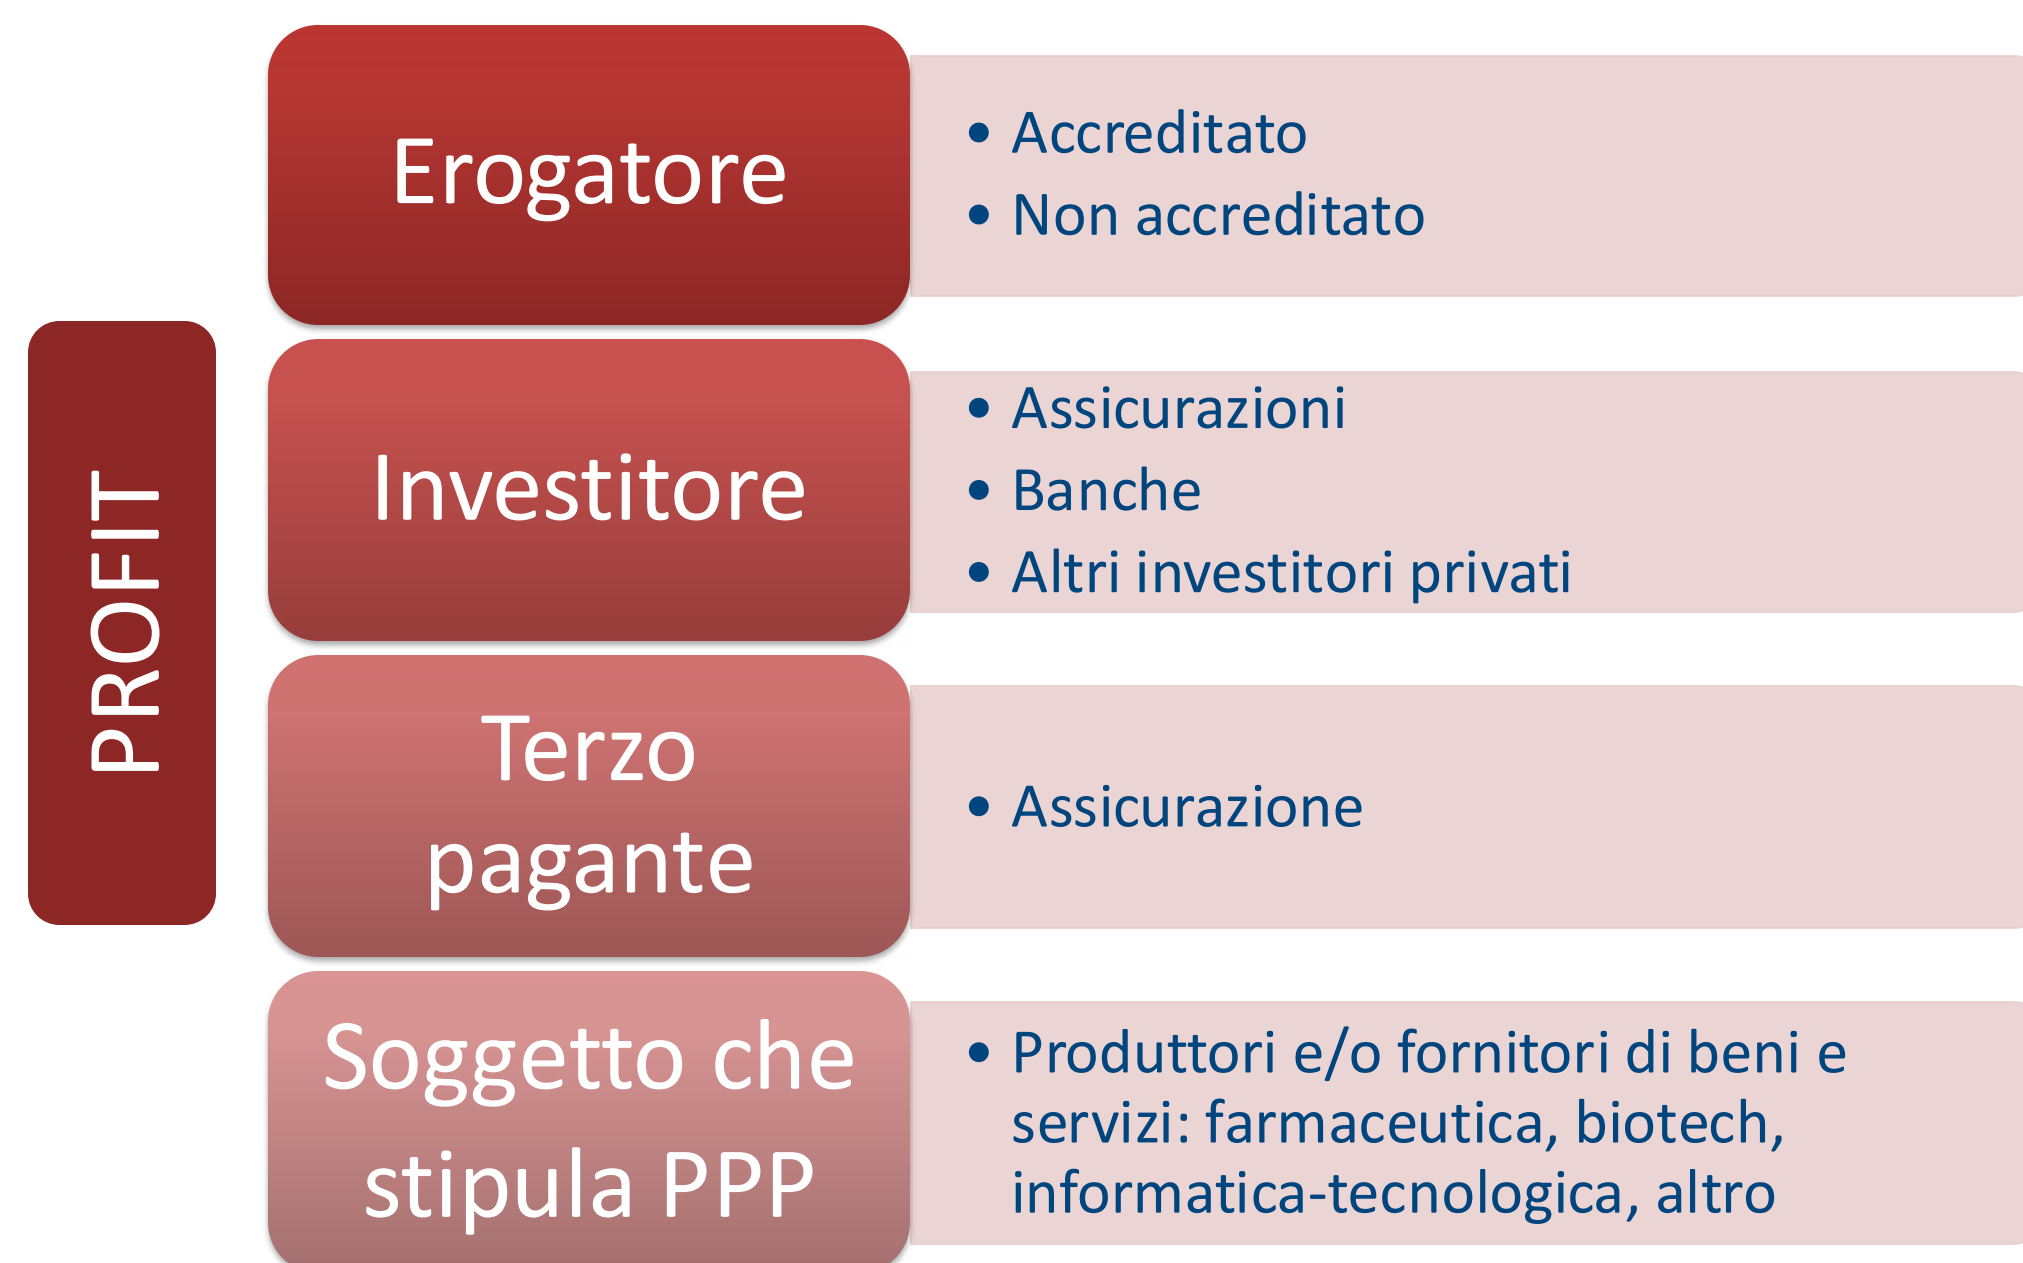 PROFIT
Erogatore
• Accreditato
• Non accreditato
Investitore
• Assicurazioni
• Banche
• Altri investitori privati
Terzo
pagante
• Assicurazione
Soggetto che
stipula PPP
• Produttori e/o fornitori di beni e
servizi: farmaceutica, biotech,
informatica-tecnologica, altro